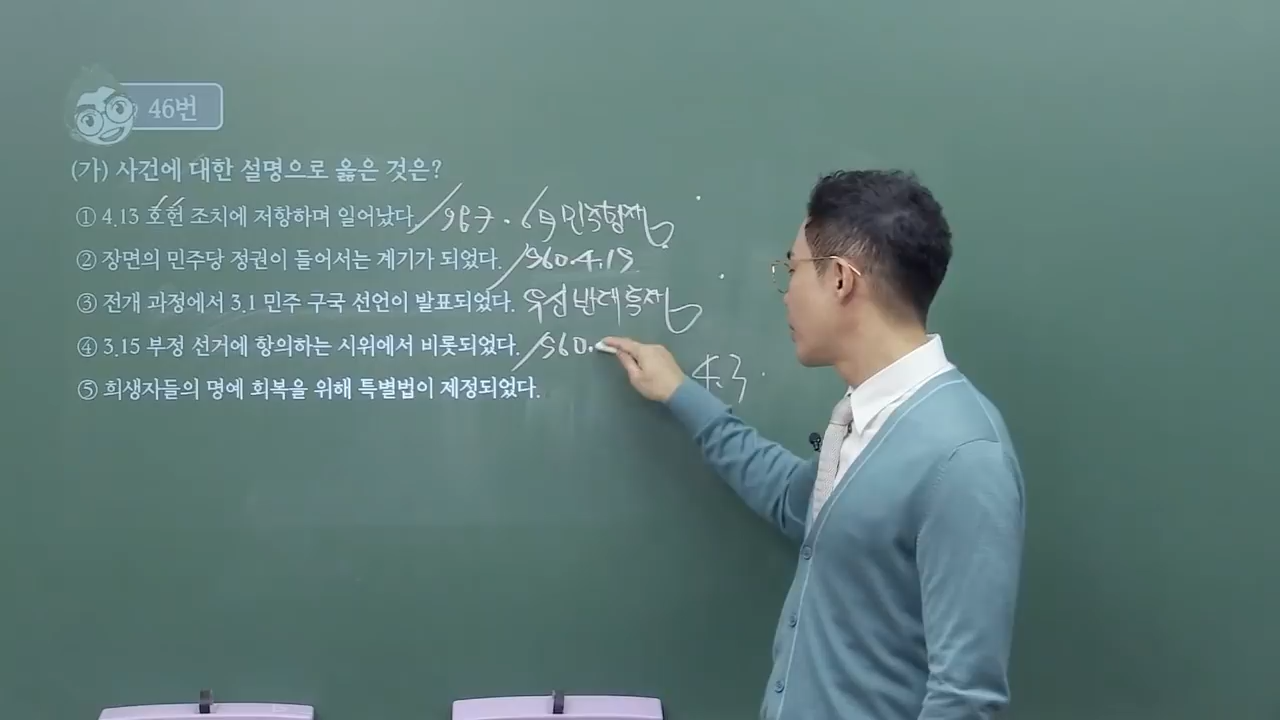 46번
(가) 사건에 대한 설명으로 옳은 것은?
① 4.13 호헌 조치에 저항하며 일어났다. 1987. 6월 민주항쟁
② 장면의 민주당 정권이 들어서는 계기가 되었다. 1960.4.19
③ 전개 과정에서 3.1 민주 구국 선언이 발표되었다. 유신 반대 투쟁
④ 3.15 부정 선거에 항의하는 시위에서 비롯되었다. 1960.
4.3
⑤ 희생자들의 명예 회복을 위해 특별법이 제정되었다.